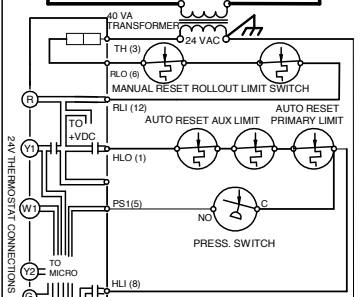 40 VA
TRANSFORMER
24 VAC
TH (3)
RLO (6)
MANUAL RESET ROLLOUT LIMIT SWITCH
R
RLI (12)
TO
+VDC
AUTO RESET AUX LIMIT
AUTO RESET
PRIMARY LIMIT
Y1
HLO (1)
24V THERMOSTAT CONNECTIONS
W1
PS1(5)
NO
C
PRESS. SWITCH
TO
MICRO
Y2
HLI (8)
G